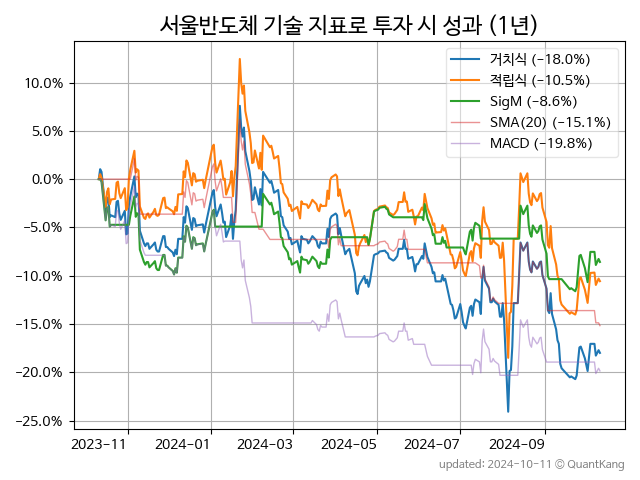 서울반도체 기술 지표로 투자 시 성과 (1년)
거치식 (−18.0%)
적립식 (−10.5%)
SigM (−8.6%)
SMA(20) (−15.1%)
MACD (−19.8%)
10.0%
5.0%
0.0%
−5.0%
−10.0%
−15.0%
−20.0%
−25.0%
2023-11 2024-01 2024-03 2024-05 2024-07 2024-09
updated: 2024-10-11 © QuantKang